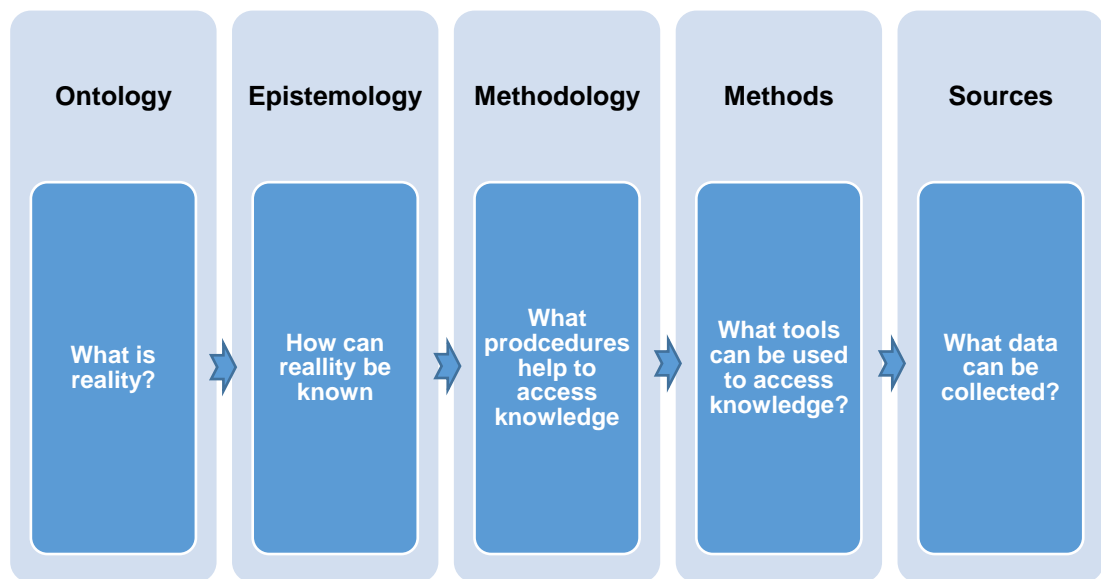 Ontology
Epistemology
Methodology
Methods
Sources
What is
reality?
How can
reallity be
known
What
prodcedures
help to
access
knowledge
What tools
can be used
to access
knowledge?
What data
can be
collected?